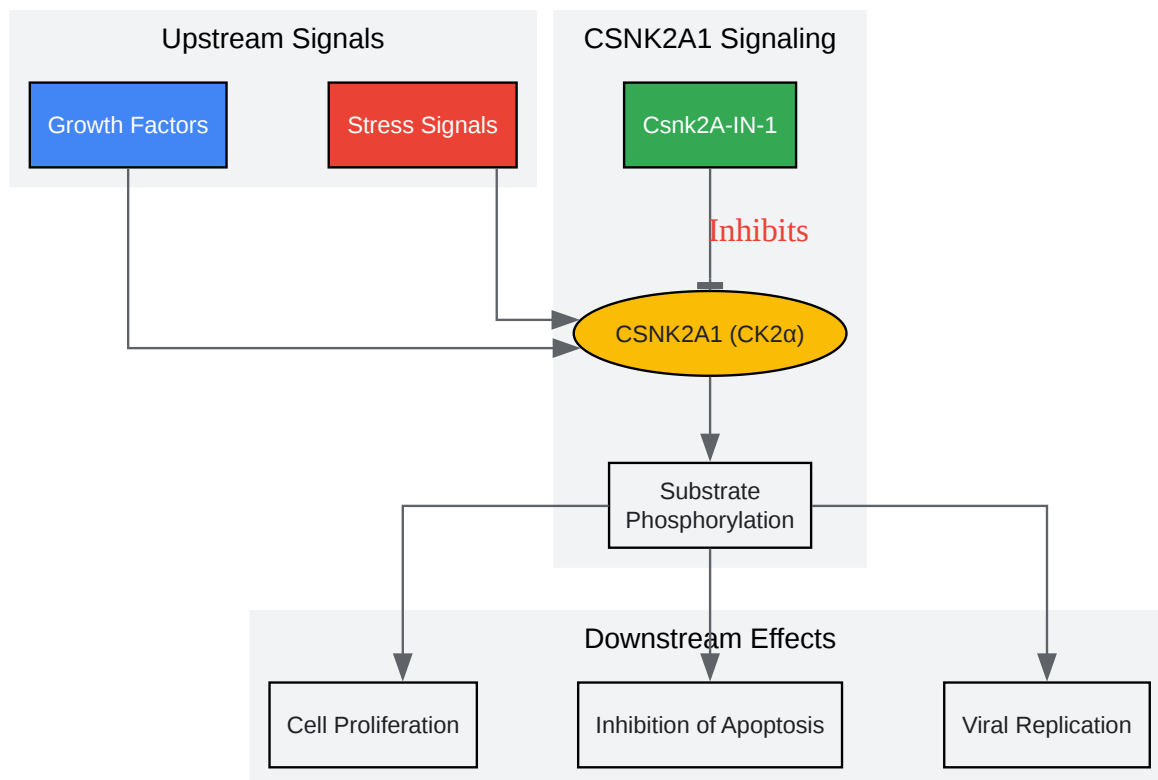 Upstream Signals
CSNK2A1 Signaling
Growth Factors
Stress Signals
Csnk2A-IN-1
Inhibits
CSNK2A1 (CK2α)
Substrate
Phosphorylation
Downstream Effects
Cell Proliferation
Inhibition of Apoptosis
Viral Replication